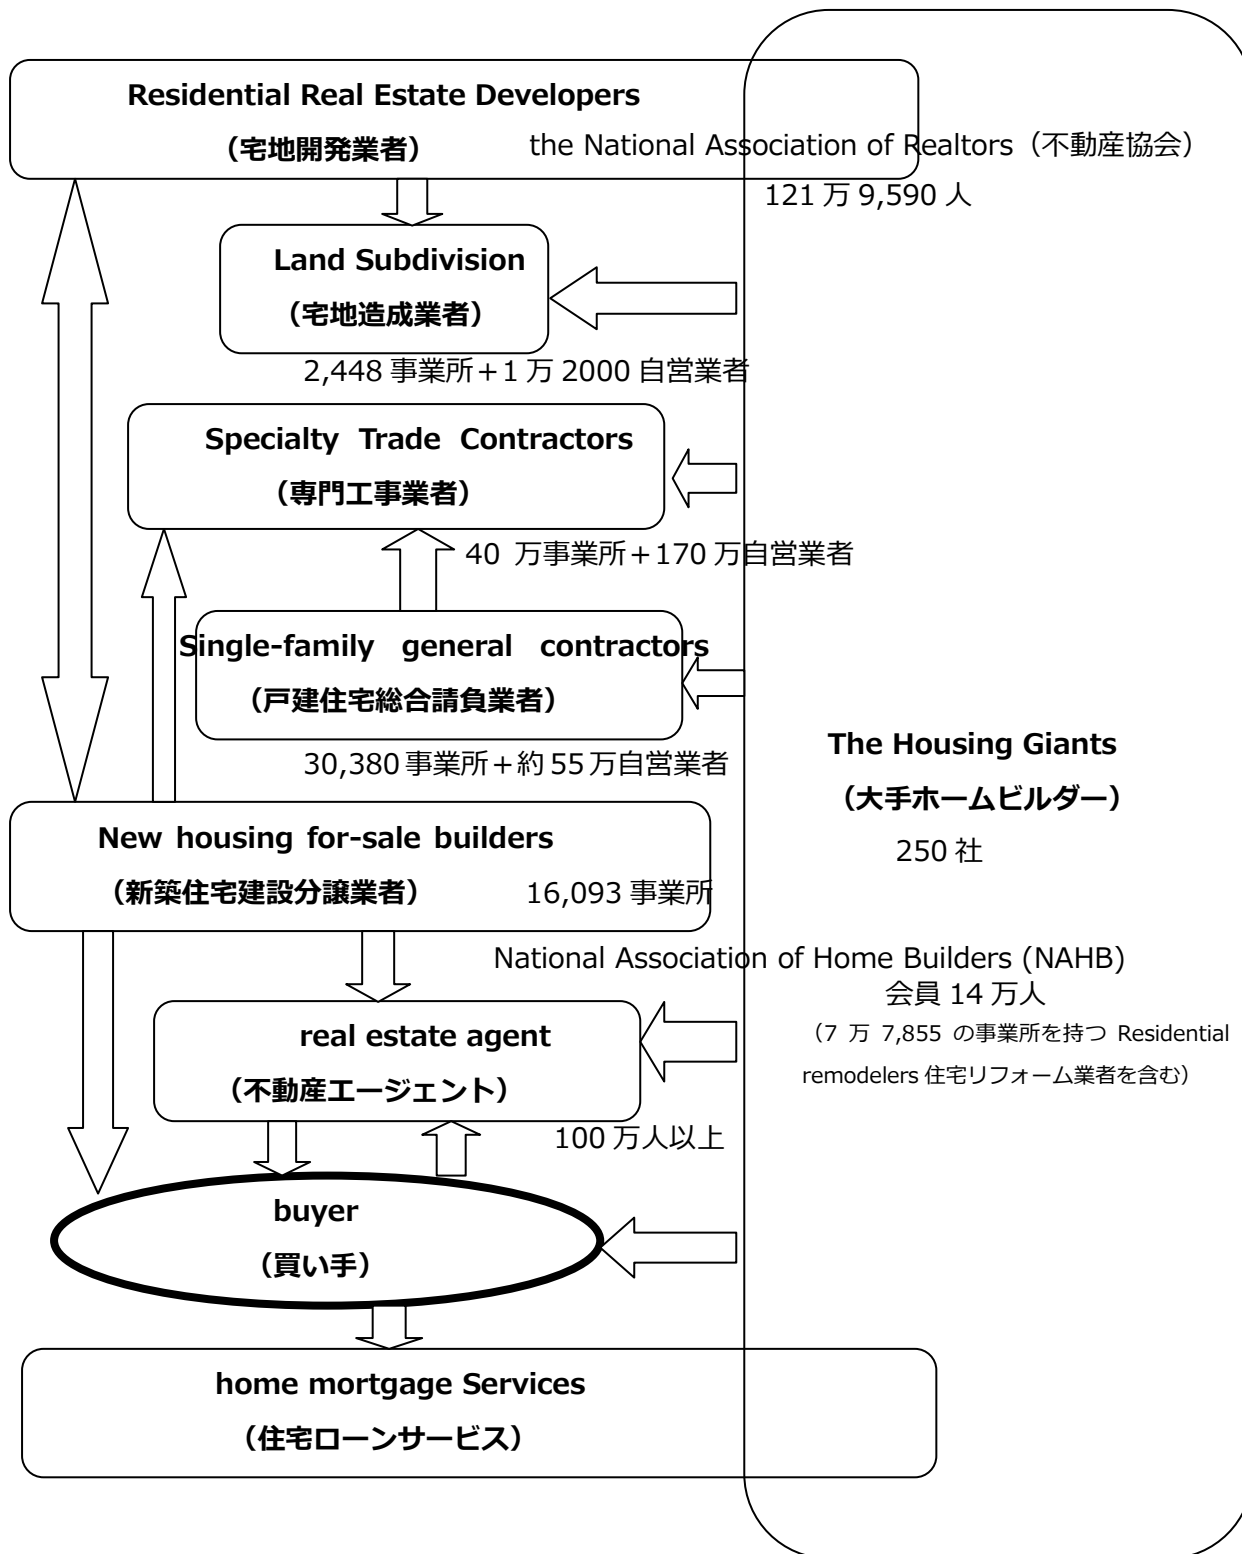 Residential Real Estate Developers
（宅地開発業者）
the National Association of Realtors（不動産協会）
121 万 9,590 人
Land Subdivision
（宅地造成業者）
2,448 事業所＋1 万 2000 自営業者
Specialty Trade Contractors
（専門工事業者）
40 万事業所＋170 万自営業者
Single-family general contractors
（戸建住宅総合請負業者）
30,380 事業所＋約 55 万自営業者
The Housing Giants
（大手ホームビルダー）
250 社
New housing for-sale builders
（新築住宅建設分譲業者）
16,093 事業所
National Association of Home Builders (NAHB)
会員 14 万人
（7 万 7,855 の事業所を持つ Residential
remodelers 住宅リフォーム業者を含む）
real estate agent
（不動産エージェント）
100 万人以上
buyer
（買い手）
home mortgage Services
（住宅ローンサービス）